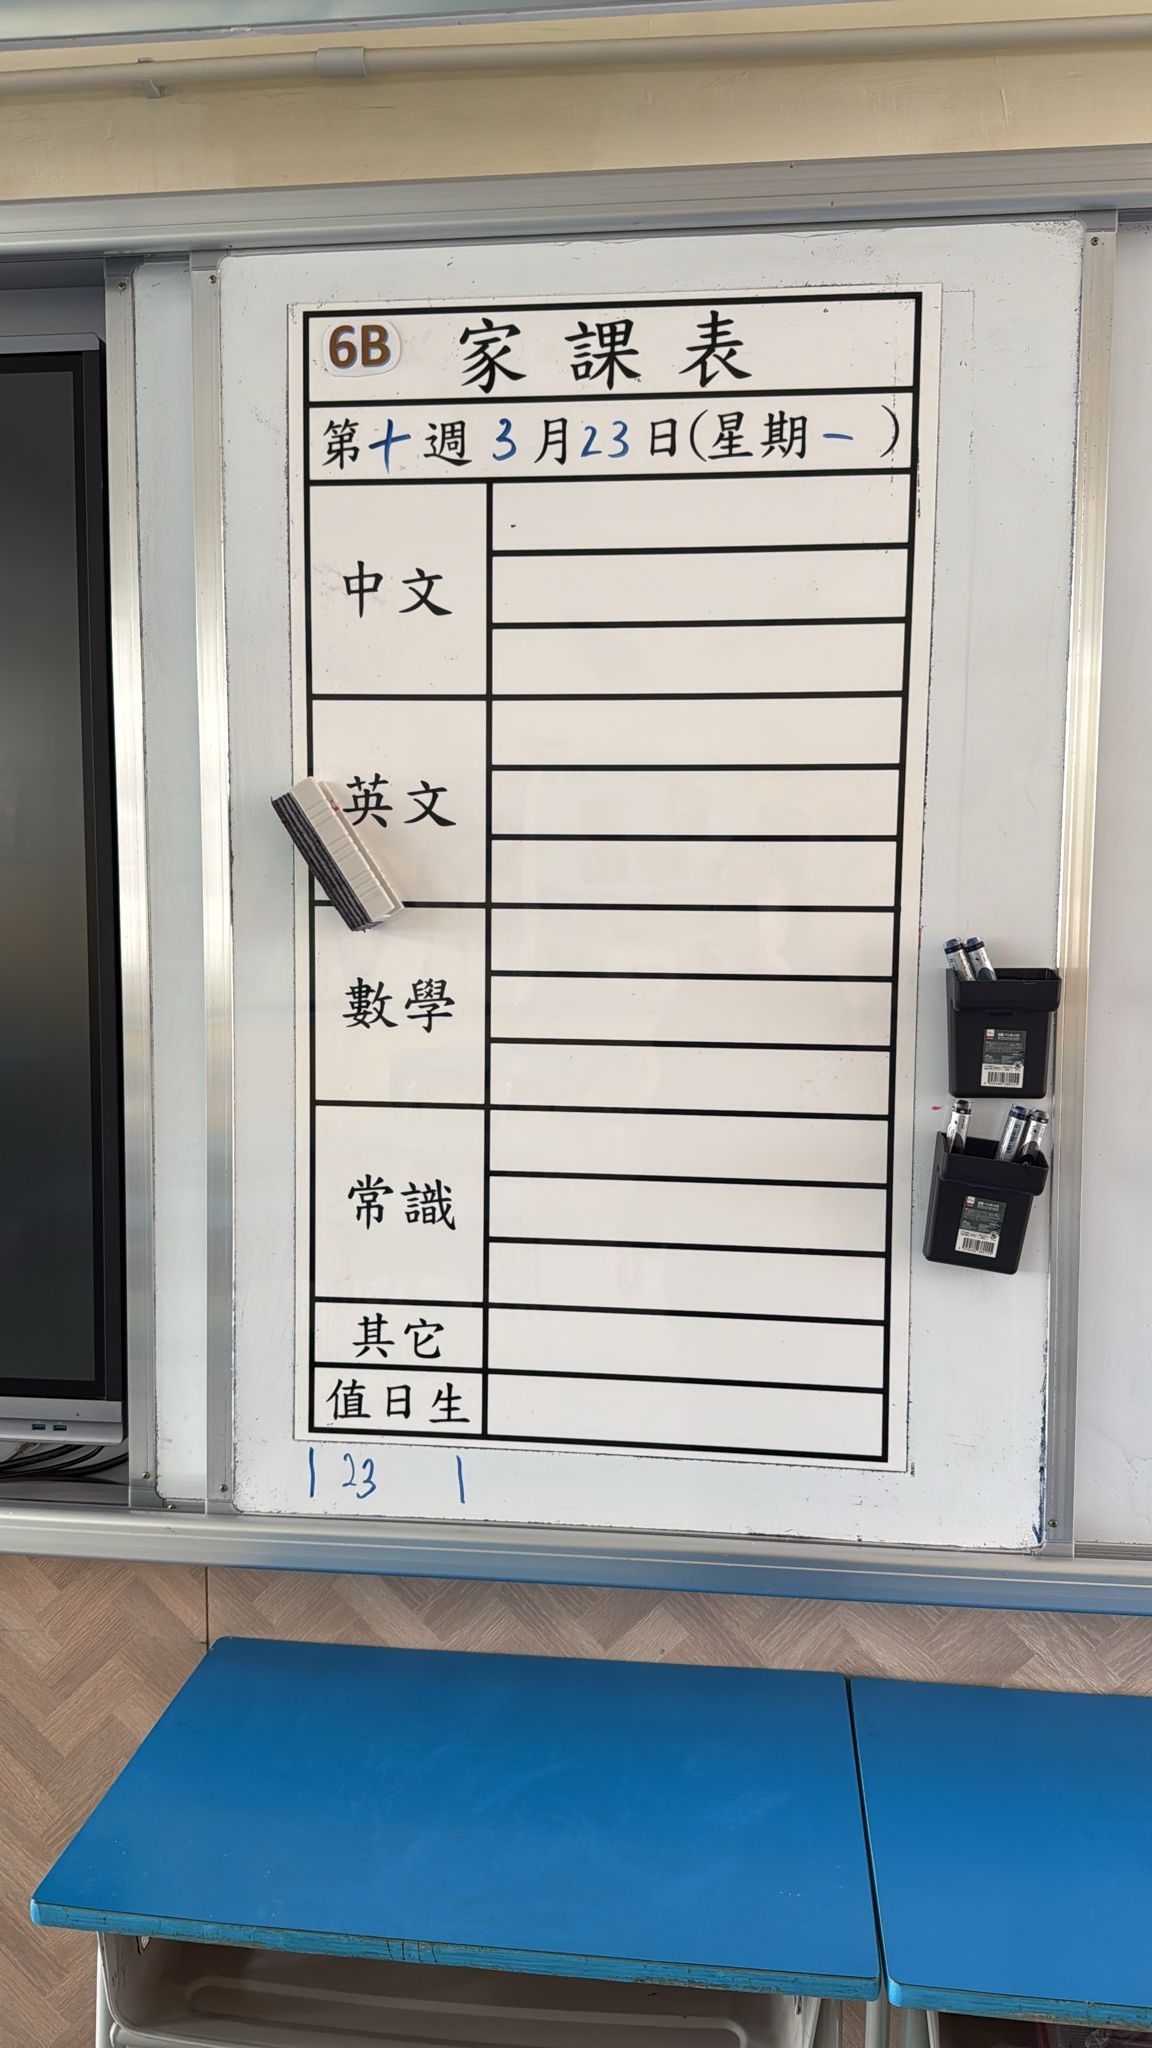 6B 家課表
第十週 3月23日(星期一 )
中文
英文
數學
常識
其它
值日生
1 23 1